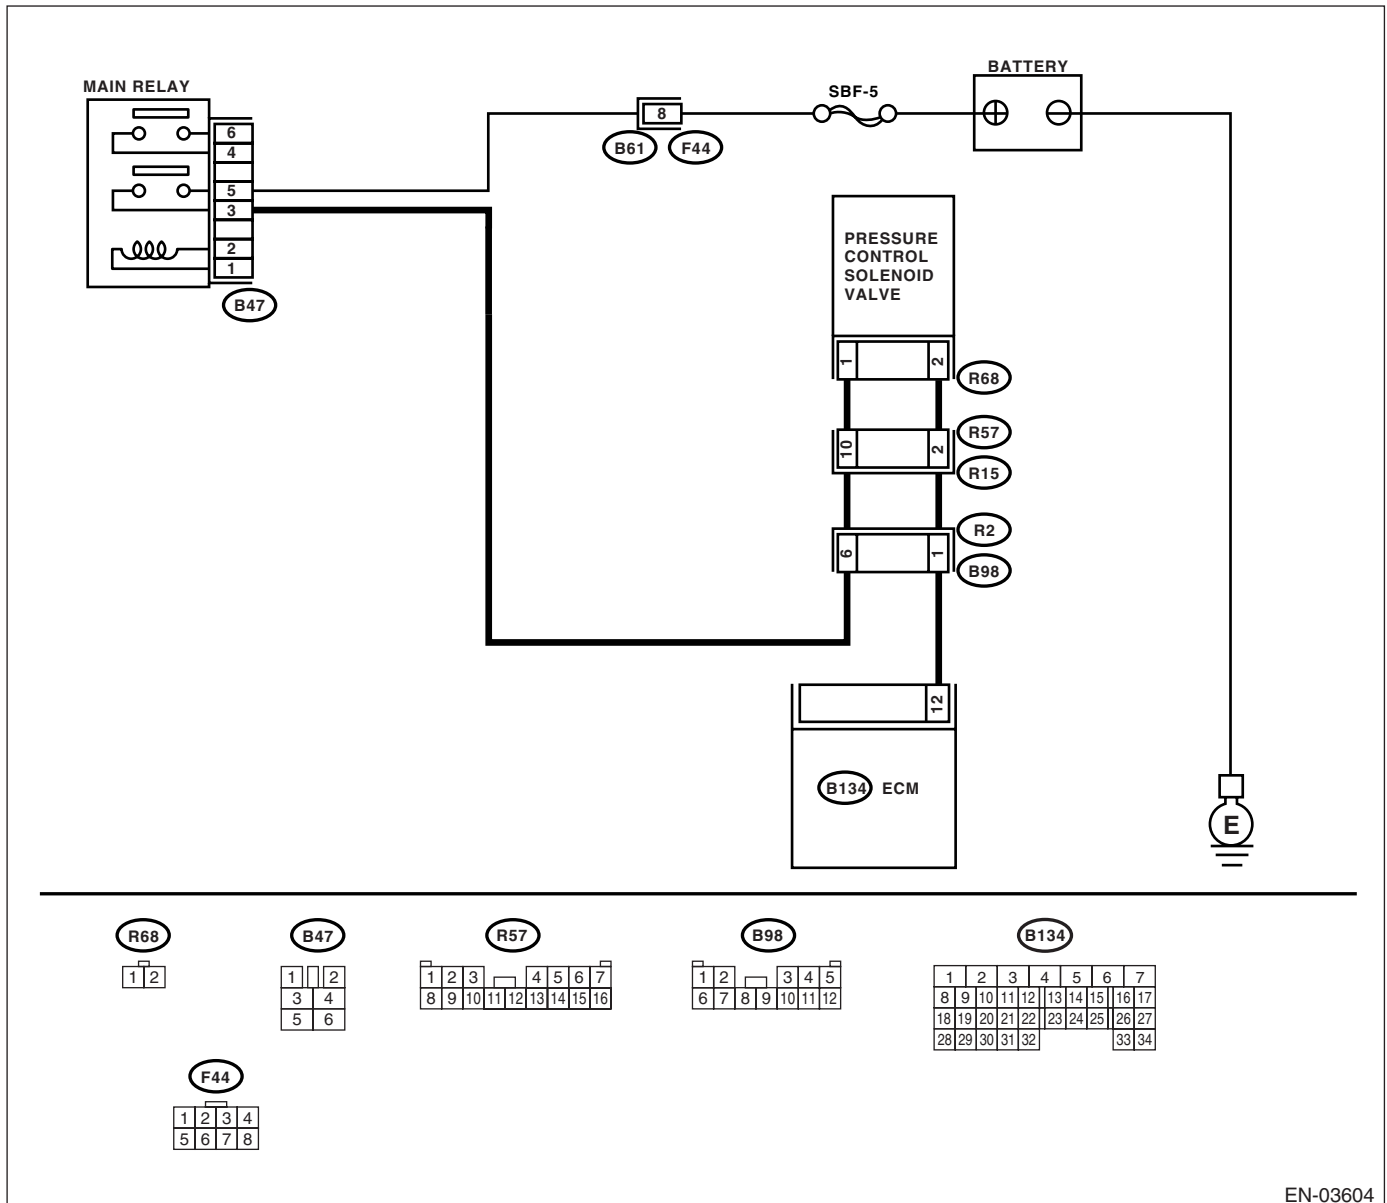 BATTERY
MAIN RELAY
SBF-5
8
B61 F44
6
4
5
3
2
1
B47
PRESSURE
CONTROL
SOLENOID
VALVE
1 2
R68
R57
10 2
R15
R2
6 1
B98
12
B134 ECM
E
R68 B47 R57 B98 B134
1 2
1 2
3 4
5 6
1 2 3 4 5 6 7
8 9 10 11 12 13 14 15 16
1 2 3 4 5
6 7 8 9 10 11 12
1 2 3 4 5 6 7
8 9 10 11 12 13 14 15 16 17
18 19 20 21 22 23 24 25 26 27
28 29 30 31 32 33 34
F44
1 2 3 4
5 6 7 8
EN-03604